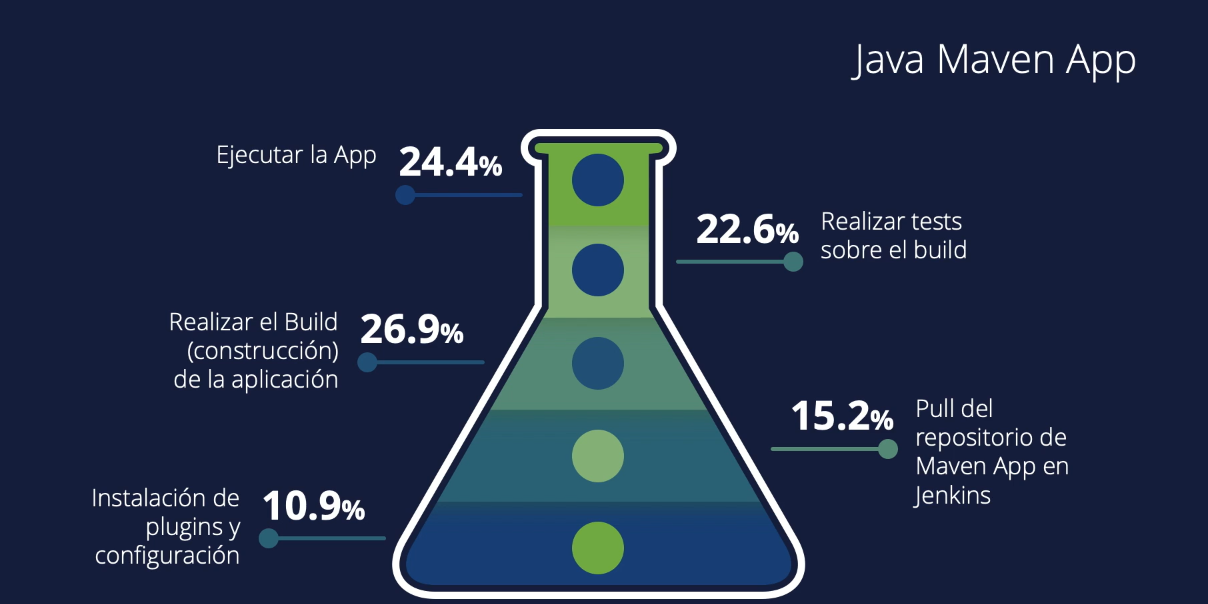 Java Maven App
Ejecutar la App
24.4%
22.6%
Realizar tests
sobre el build
Realizar el Build
(construcción)
de la aplicación
26.9%
15.2%
Pull del
repositorio de
Maven App en
Jenkins
Instalación de
plugins y
configuración
10.9%